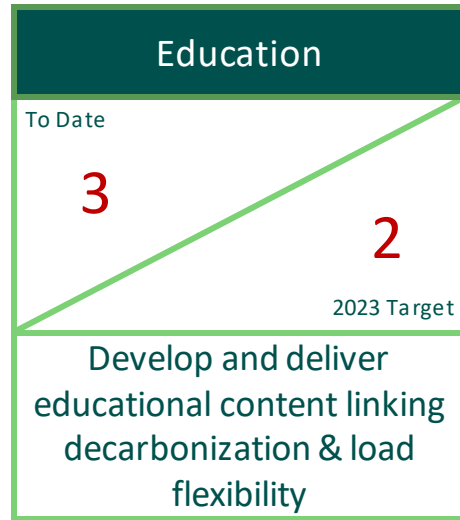 Education
To Date
3
2
2023 Target
Develop and deliver
educational content linking
decarbonization & load
flexibility